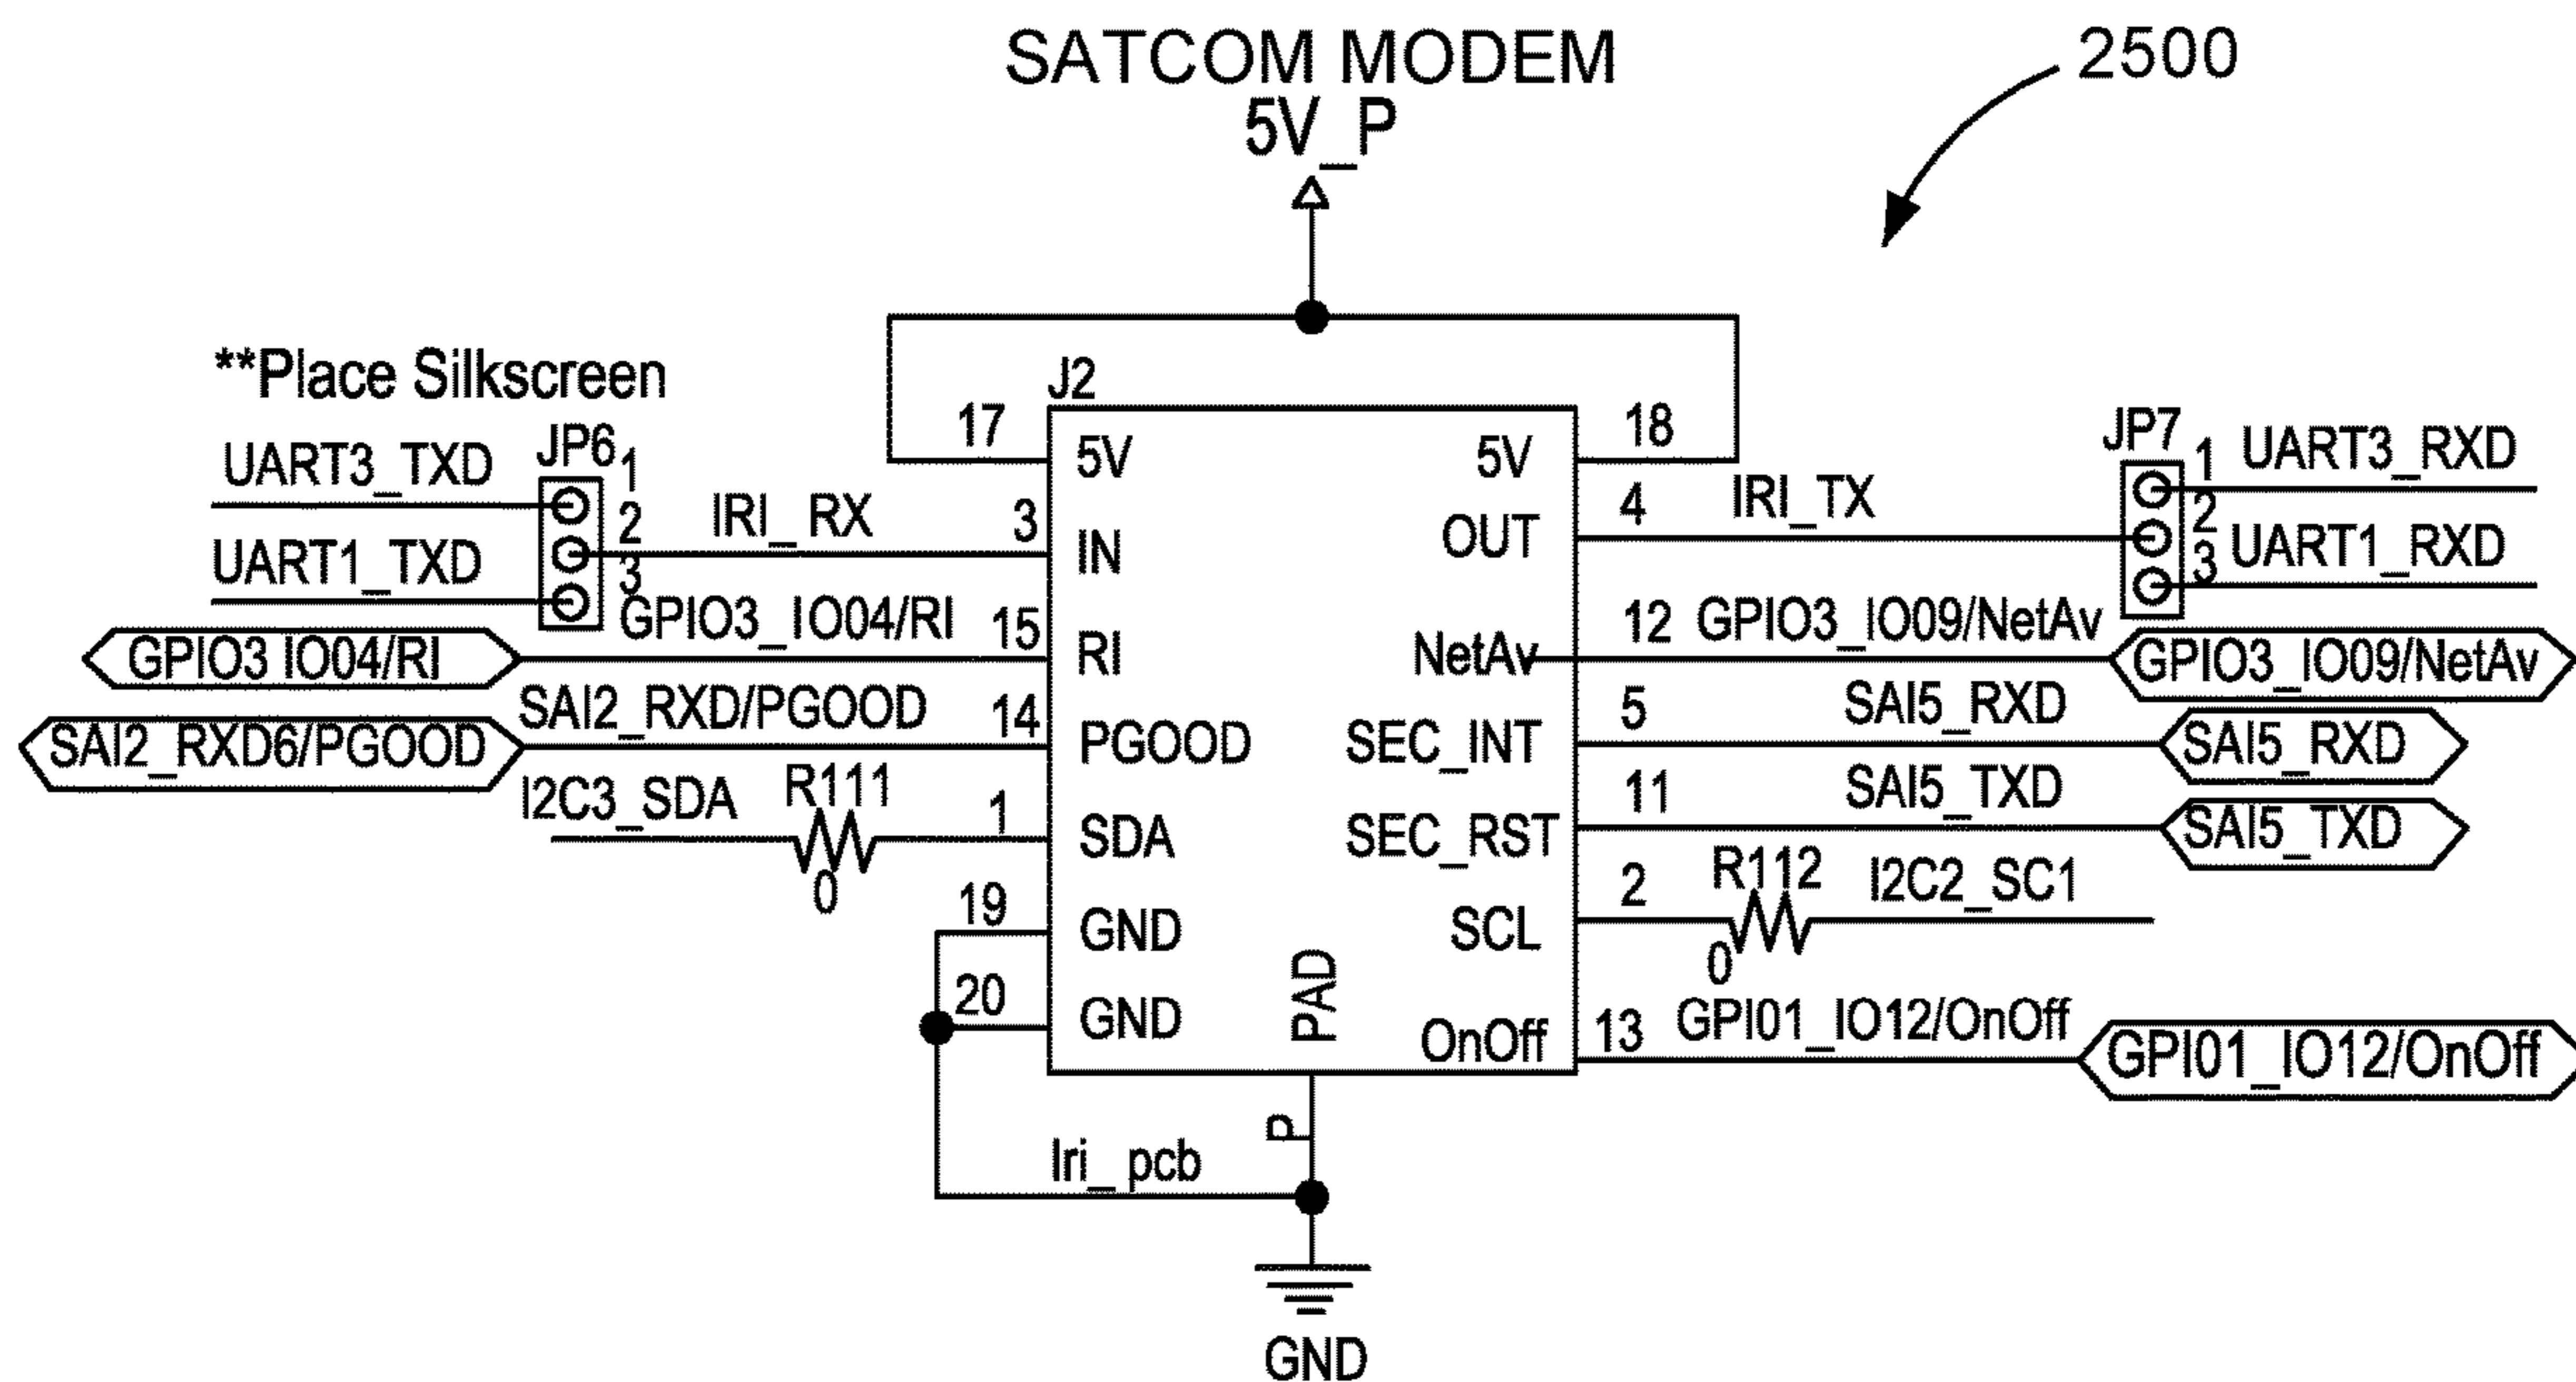 SATCOM MODEM
2500
5V_P
**Place Silkscreen
J2
JP6
JP7
UART3_TXD
1
2
3
UART1_TXD
IRI_ RX
3
IN
17
5V
18
5V
4
OUT
IRI_TX
1
2
3
UART3_RXD
UART1_RXD
GPIO3 IO04/RI
GPIO3_IO04/RI
15
RI
12
NetAv
GPIO3_IO09/NetAv
GPIO3_IO09/NetAv
SAI2_RXD6/PGOOD
SAI2_RXD/PGOOD
14
PGOOD
5
SEC_INT
SAI5_RXD
SAI5_RXD
I2C3_SDA
R111
0
1
SDA
11
SEC_RST
SAI5_TXD
SAI5_TXD
19
GND
2
SCL
R112
0
I2C2_SC1
20
GND
PAD
13
OnOff
GPI01_IO12/OnOff
GPI01_IO12/OnOff
P
Iri_ pcb
GND